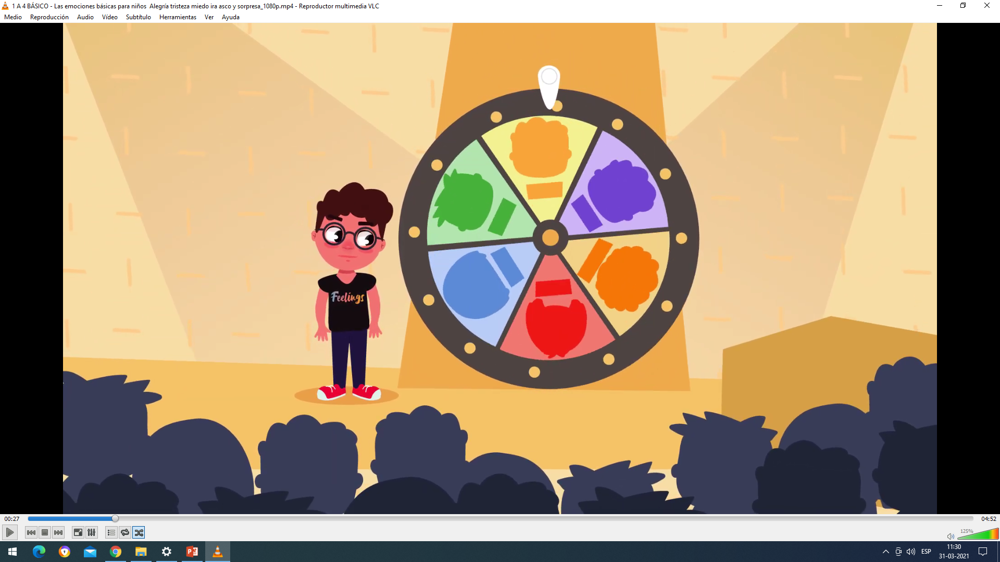 1 A 4 BÁSICO - Las emociones básicas para niños  Alegría tristeza miedo ira asco y sorpresa_1080p.mp4 - Reproductor multimedia VLC
Medio Reproducción Audio Vídeo Subtítulo Herramientas Ver Ayuda
Feelings
00:27 04:52
125%
ESP
11:30
31-03-2021